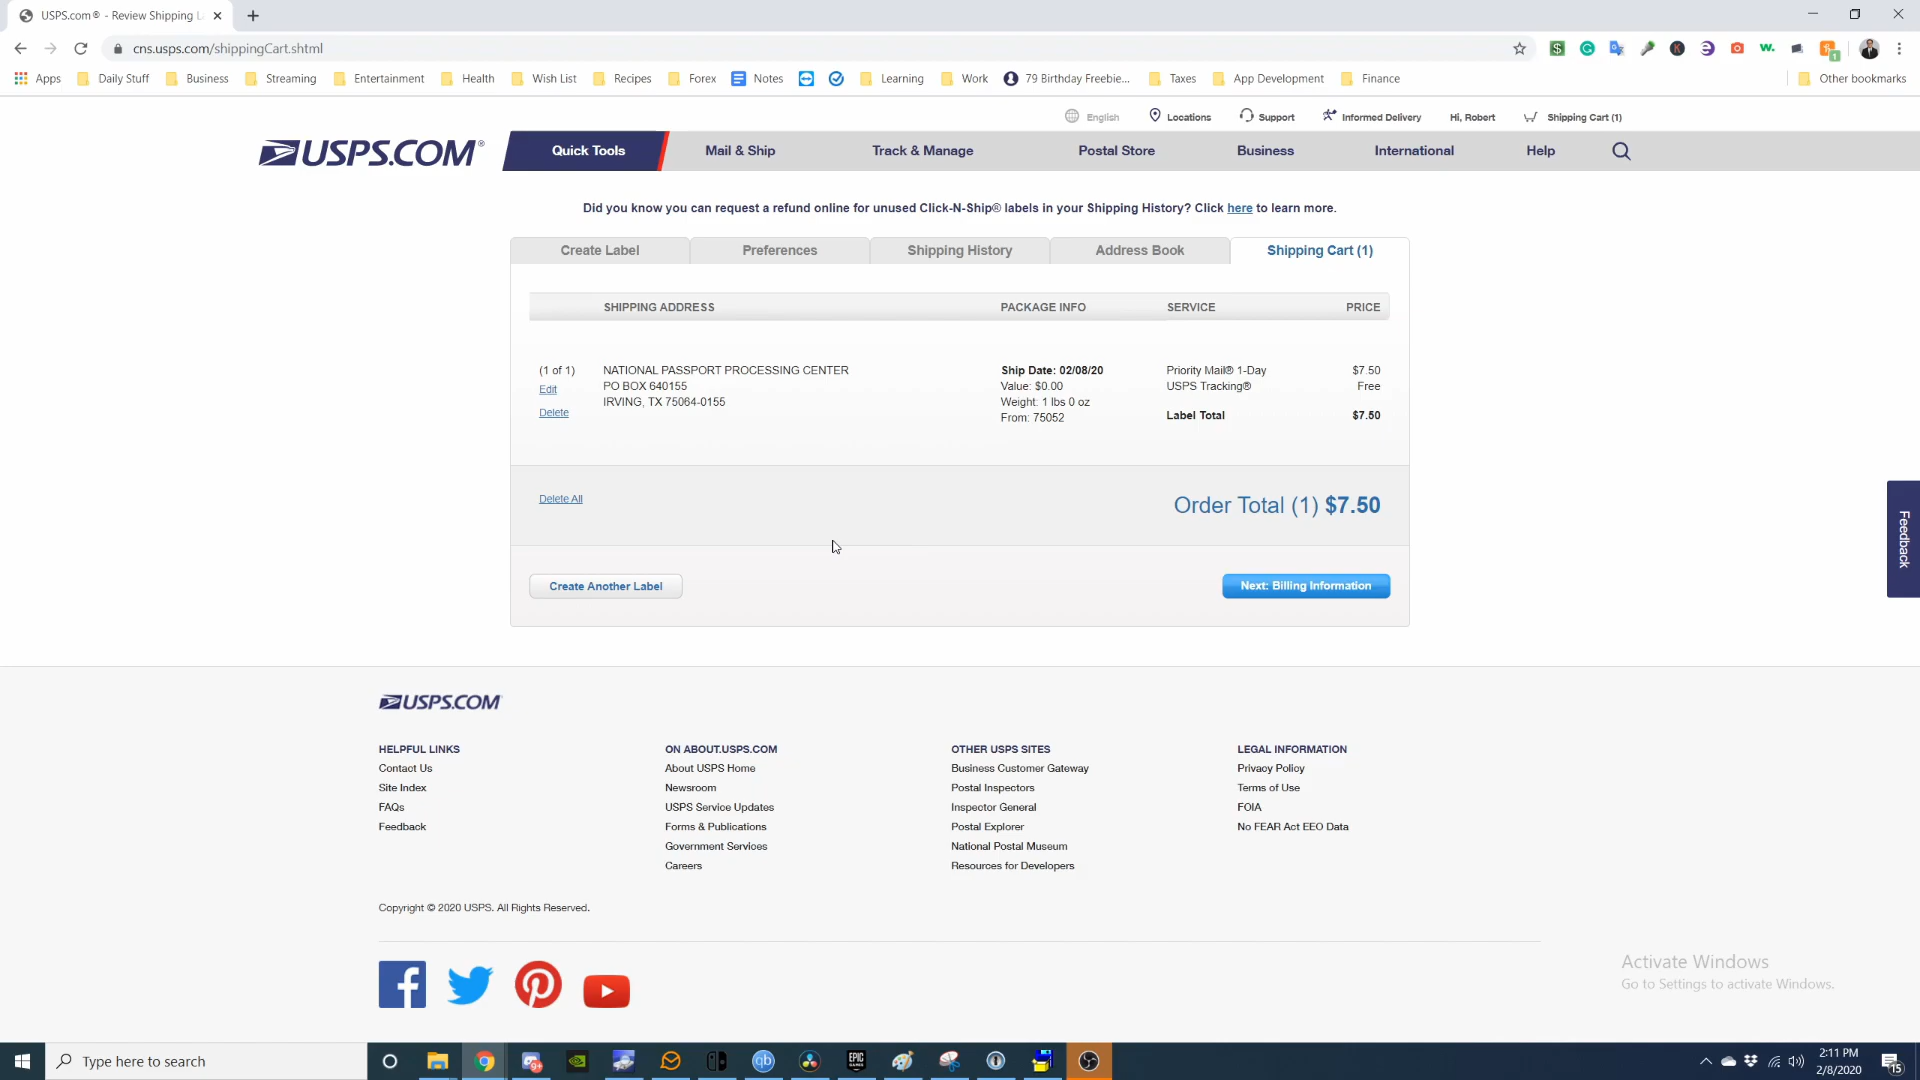 USPS.com® - Review Shipping L
cns.usps.com/shippingCart.shtml
Apps Daily Stuff Business Streaming Entertainment Health Wish List Recipes Forex Notes Learning Work 79 Birthday Freebie... Taxes App Development Finance Other bookmarks
English Locations Support Informed Delivery Hi, Robert Shipping Cart (1)
USPS.COM® Quick Tools Mail & Ship Track & Manage Postal Store Business International Help
Did you know you can request a refund online for unused Click-N-Ship® labels in your Shipping History? Click here to learn more.
Create Label Preferences Shipping History Address Book Shipping Cart (1)
SHIPPING ADDRESS PACKAGE INFO SERVICE PRICE
(1 of 1) NATIONAL PASSPORT PROCESSING CENTER Ship Date: 02/08/20 Priority Mail® 1-Day $7.50
Edit PO BOX 640155 Value: $0.00 USPS Tracking® Free
IRVING, TX 75064-0155 Weight: 1 lbs 0 oz
Delete From: 75052 Label Total $7.50
Delete All Order Total (1) $7.50
Create Another Label Next: Billing Information
Feedback
USPS.COM
HELPFUL LINKS ON ABOUT.USPS.COM OTHER USPS SITES LEGAL INFORMATION
Contact Us About USPS Home Business Customer Gateway Privacy Policy
Site Index Newsroom Postal Inspectors Terms of Use
FAQs USPS Service Updates Inspector General FOIA
Feedback Forms & Publications Postal Explorer No FEAR Act EEO Data
Government Services National Postal Museum
Careers Resources for Developers
Copyright © 2020 USPS. All Rights Reserved.
Activate Windows
Go to Settings to activate Windows.
Type here to search
2:11 PM
2/8/2020
15